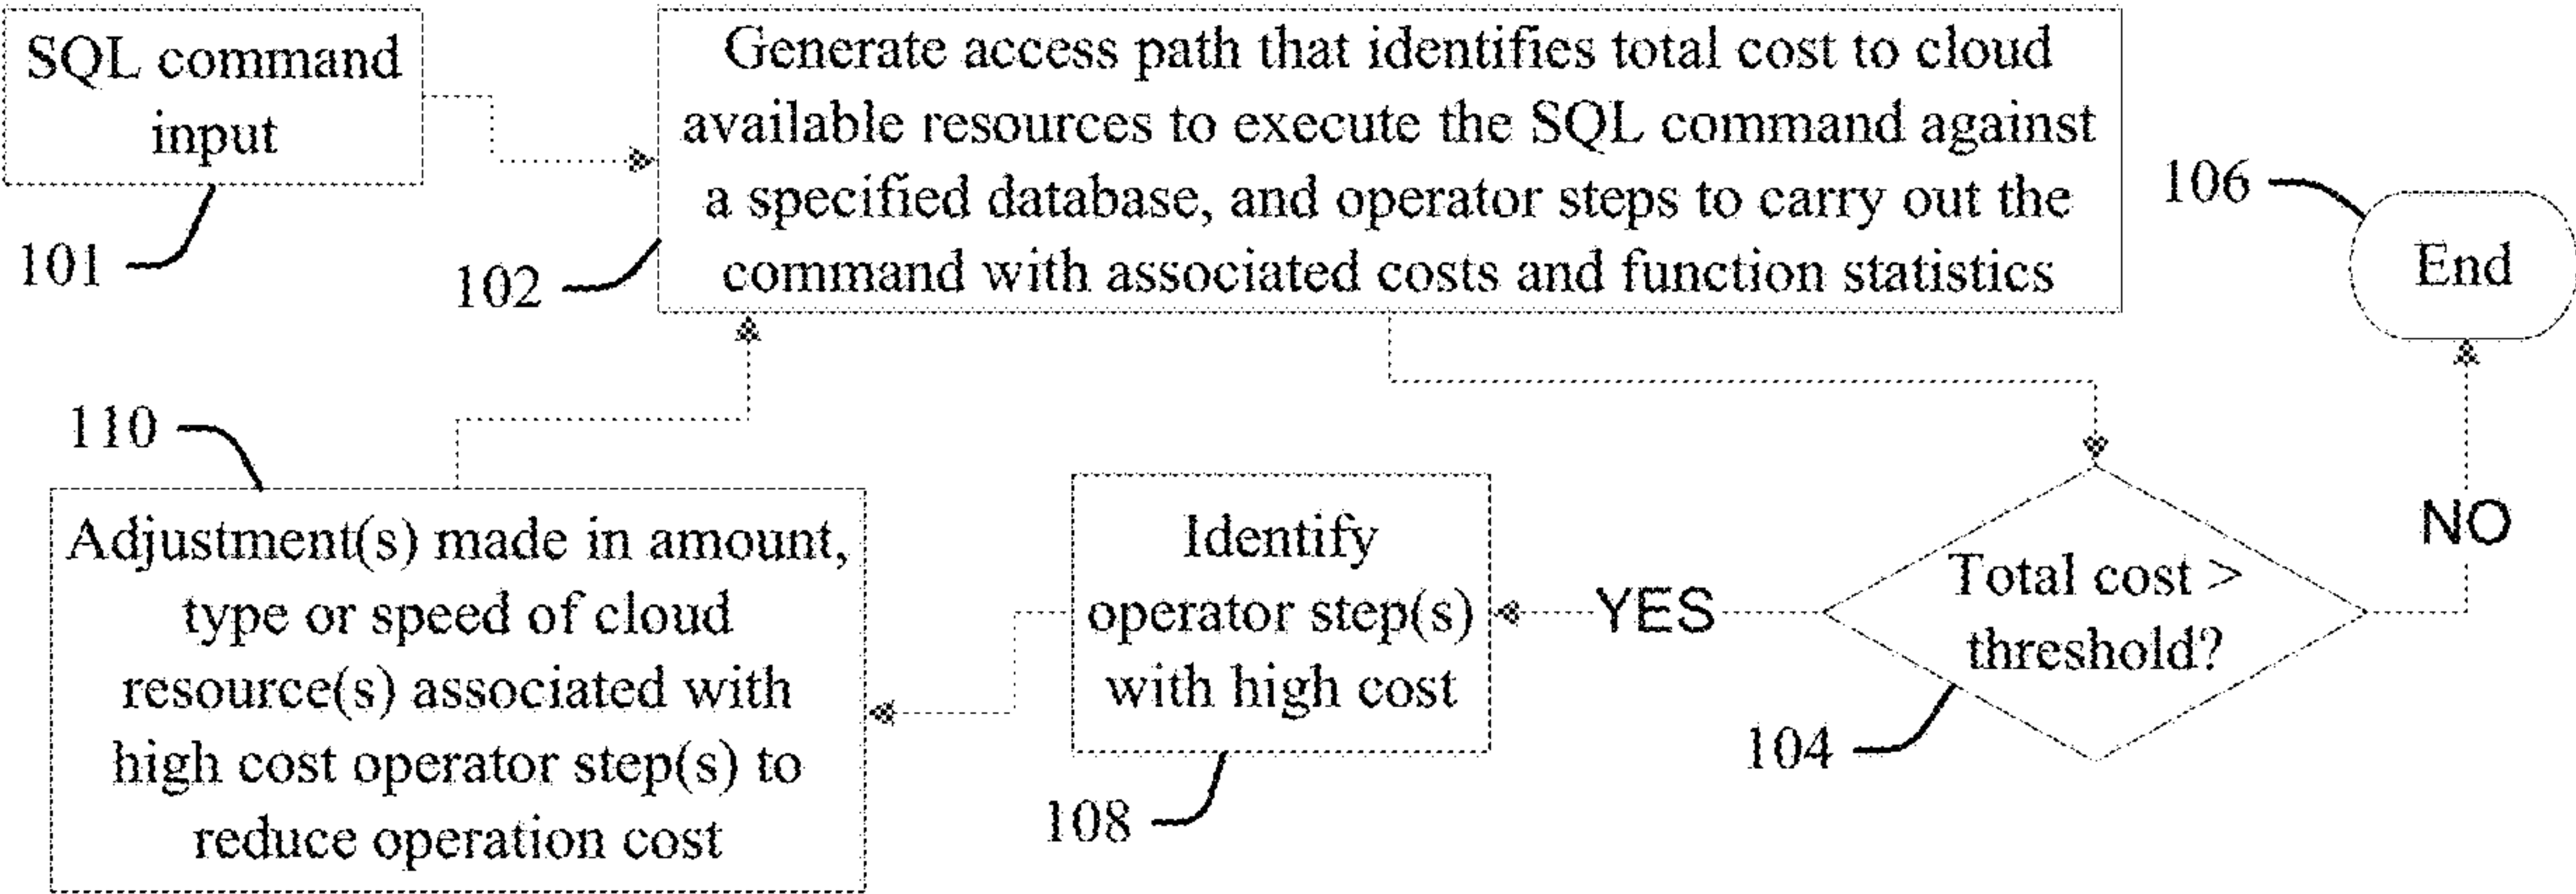 SQL command
input
101
Generate access path that identifies total cost to cloud
available resources to execute the SQL command against
a specified database, and operator steps to carry out the
command with associated costs and function statistics
102
106
End
110
Adjustment(s) made in amount,
type or speed of cloud
resource(s) associated with
high cost operator step(s) to
reduce operation cost
Identify
operator step(s)
with high cost
108
YES
Total cost >
threshold?
104
NO